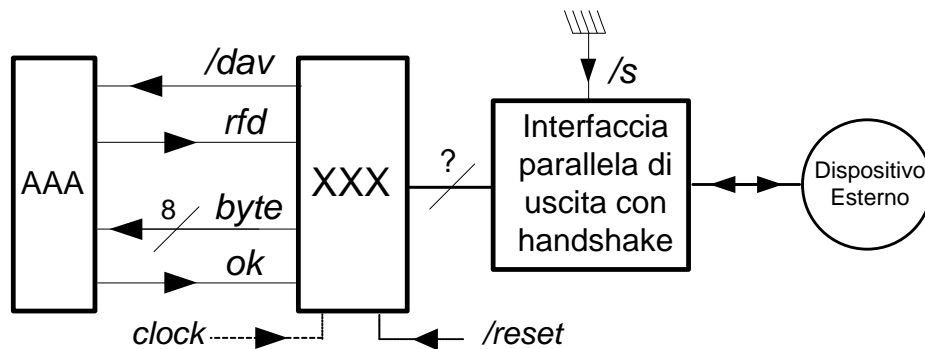 /dav
rfd
AAA
8
byte
ok
XXX
?
/s
Interfaccia
parallela di
uscita con
handshake
Dispositivo
Esterno
clock
/reset